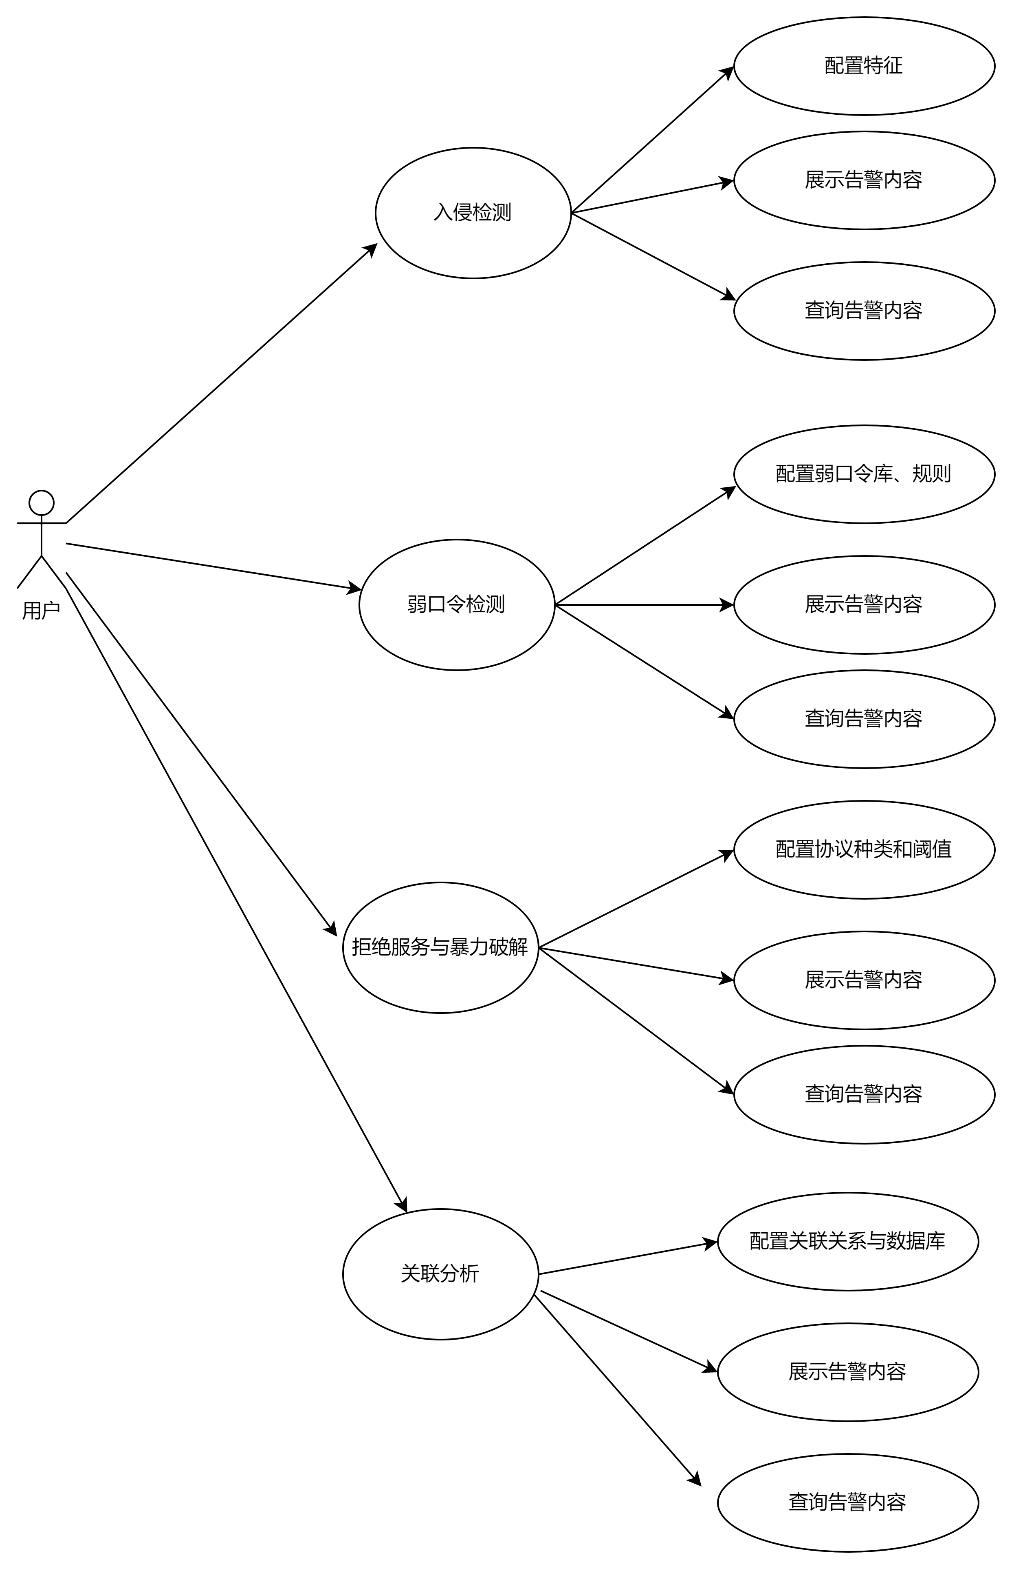 配置特征
展示告警内容
入侵检测
查询告警内容
配置弱口令库、规则
用户
弱口令检测
展示告警内容
查询告警内容
配置协议种类和阈值
拒绝服务与暴力破解
展示告警内容
查询告警内容
配置关联关系与数据库
关联分析
展示告警内容
查询告警内容